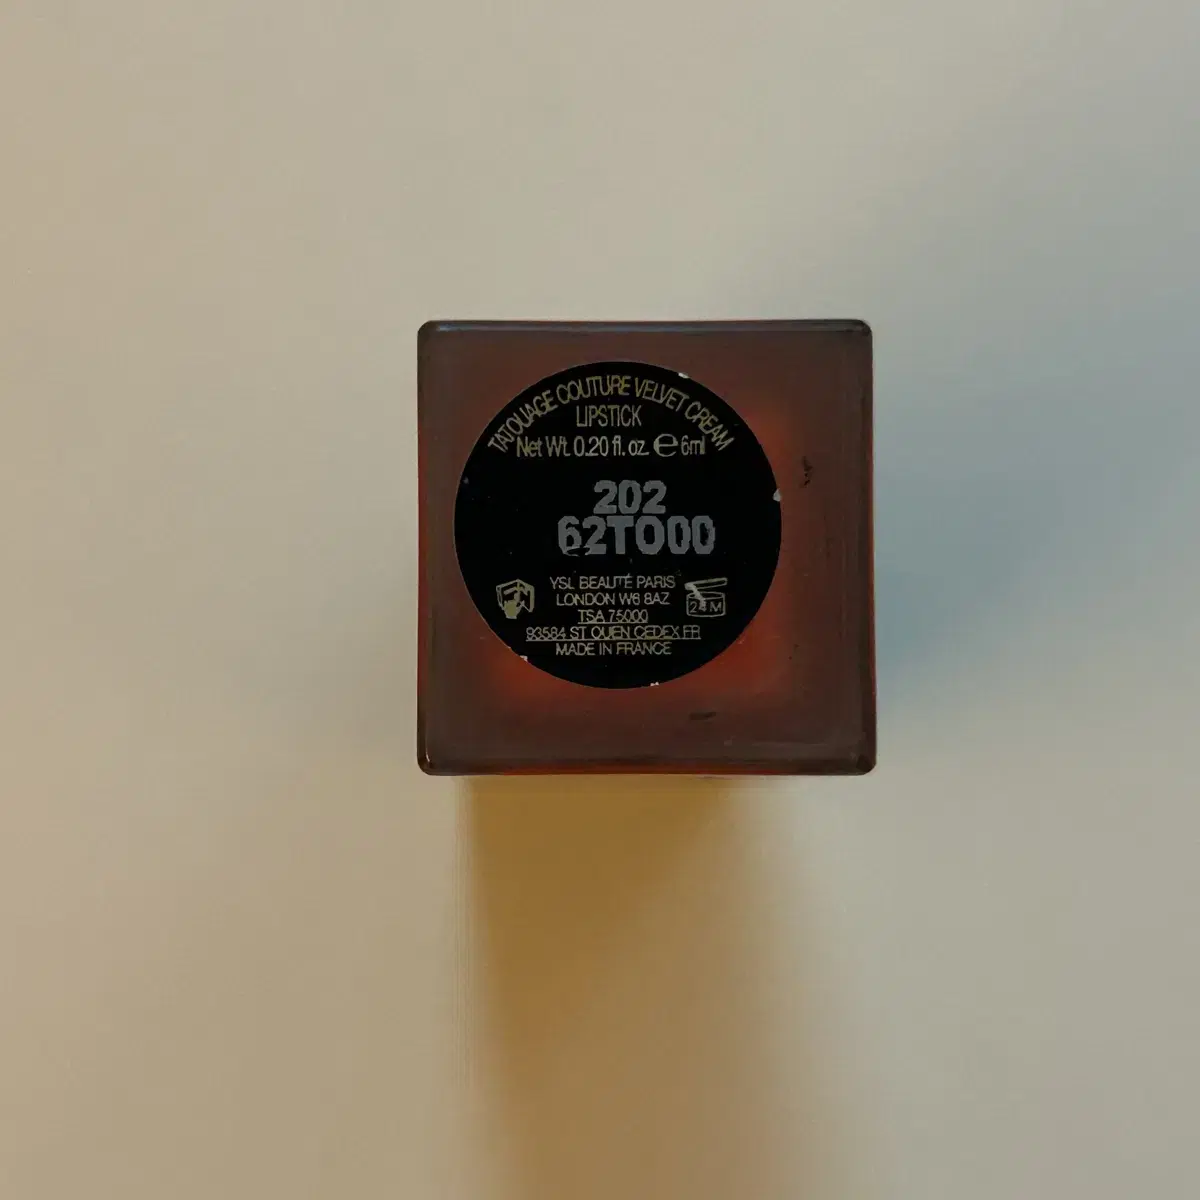 TATOUAGE COUTURE VELVET CREAM
LIPSTICK
Net Wt. 0.20 fl. oz. ℮ 6ml
202
62TO00
YSL BEAUTÉ PARIS
LONDON W6 8AZ
TSA 75000
93584 ST OUEN CEDEX FR
MADE IN FRANCE
24M